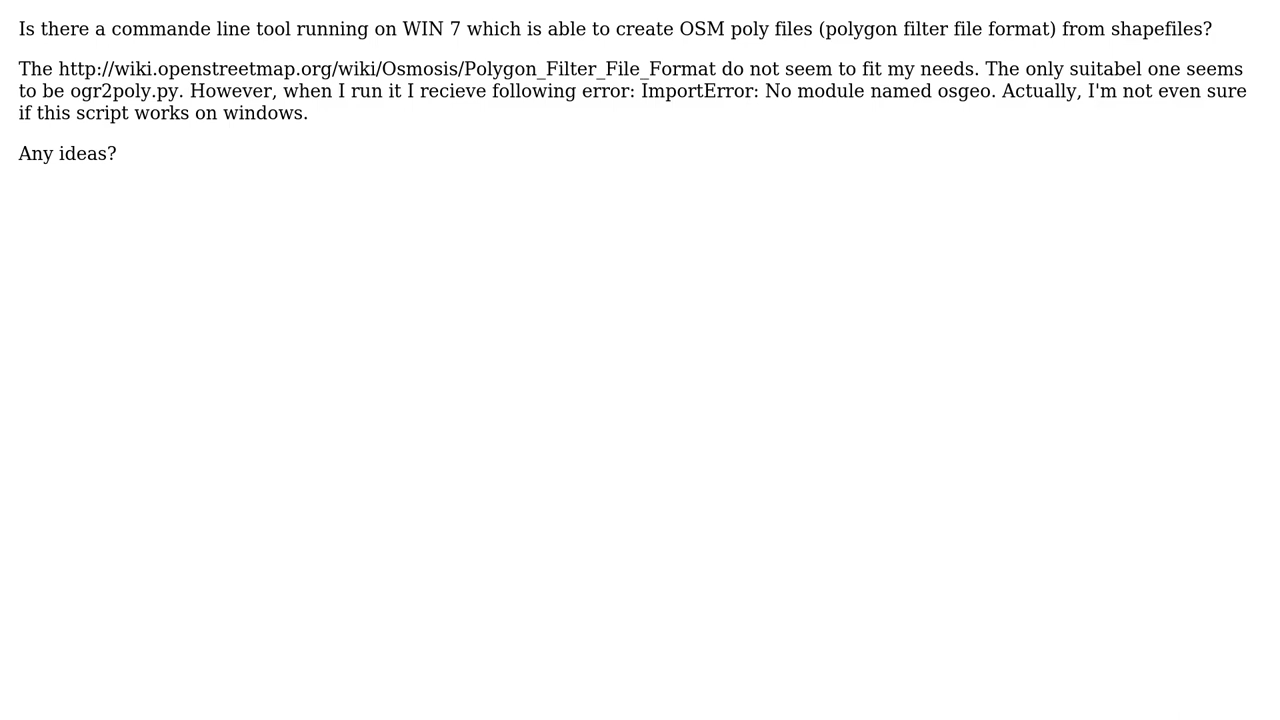 Is there a commande line tool running on WIN 7 which is able to create OSM poly files (polygon filter file format) from shapefiles?
The http://wiki.openstreetmap.org/wiki/Osmosis/Polygon_Filter_File_Format do not seem to fit my needs. The only suitabel one seems
to be ogr2poly.py. However, when I run it I recieve following error: ImportError: No module named osgeo. Actually, I'm not even sure
if this script works on windows.
Any ideas?